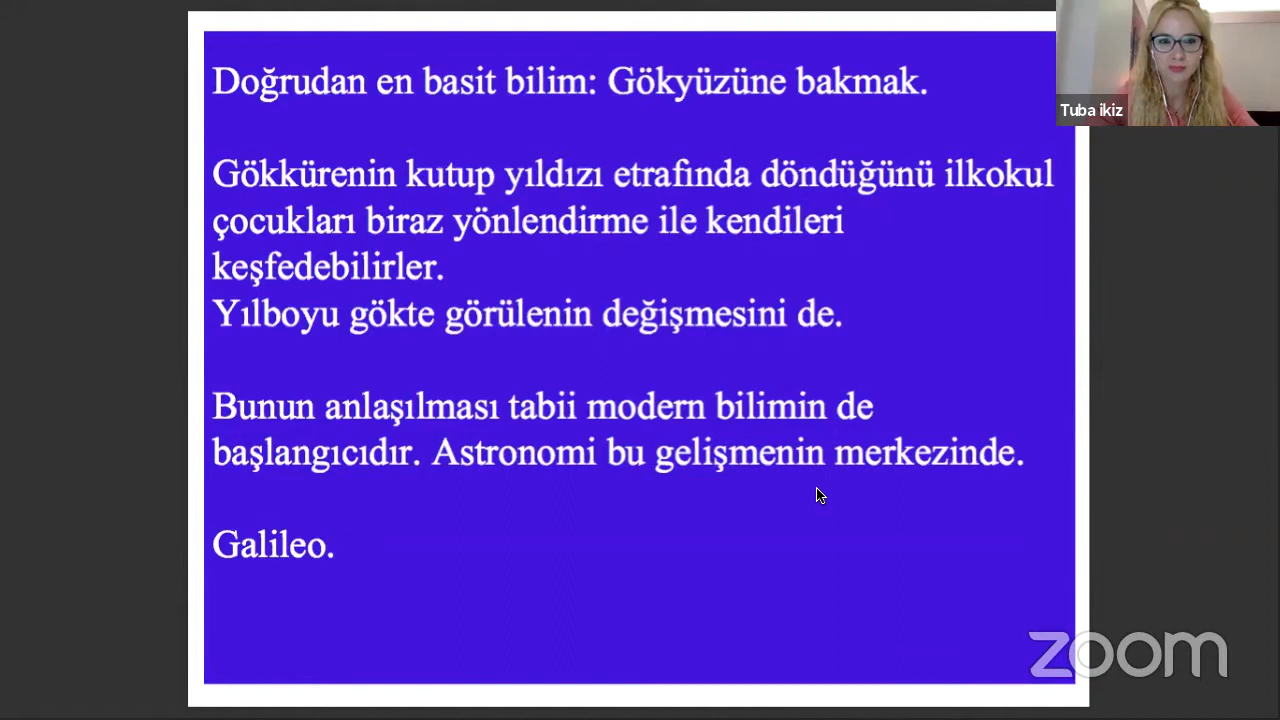 Doğrudan en basit bilim: Gökyüzüne bakmak.
Tuba ikiz
Gökkürenin kutup yıldızı etrafında döndüğünü ilkokul
çocukları biraz yönlendirme ile kendileri
keşfedebilirler.
Yılboyu gökte görülenin değişmesini de.
Bunun anlaşılması tabii modern bilimin de
başlangıcıdır. Astronomi bu gelişmenin merkezinde.
Galileo.
zoom